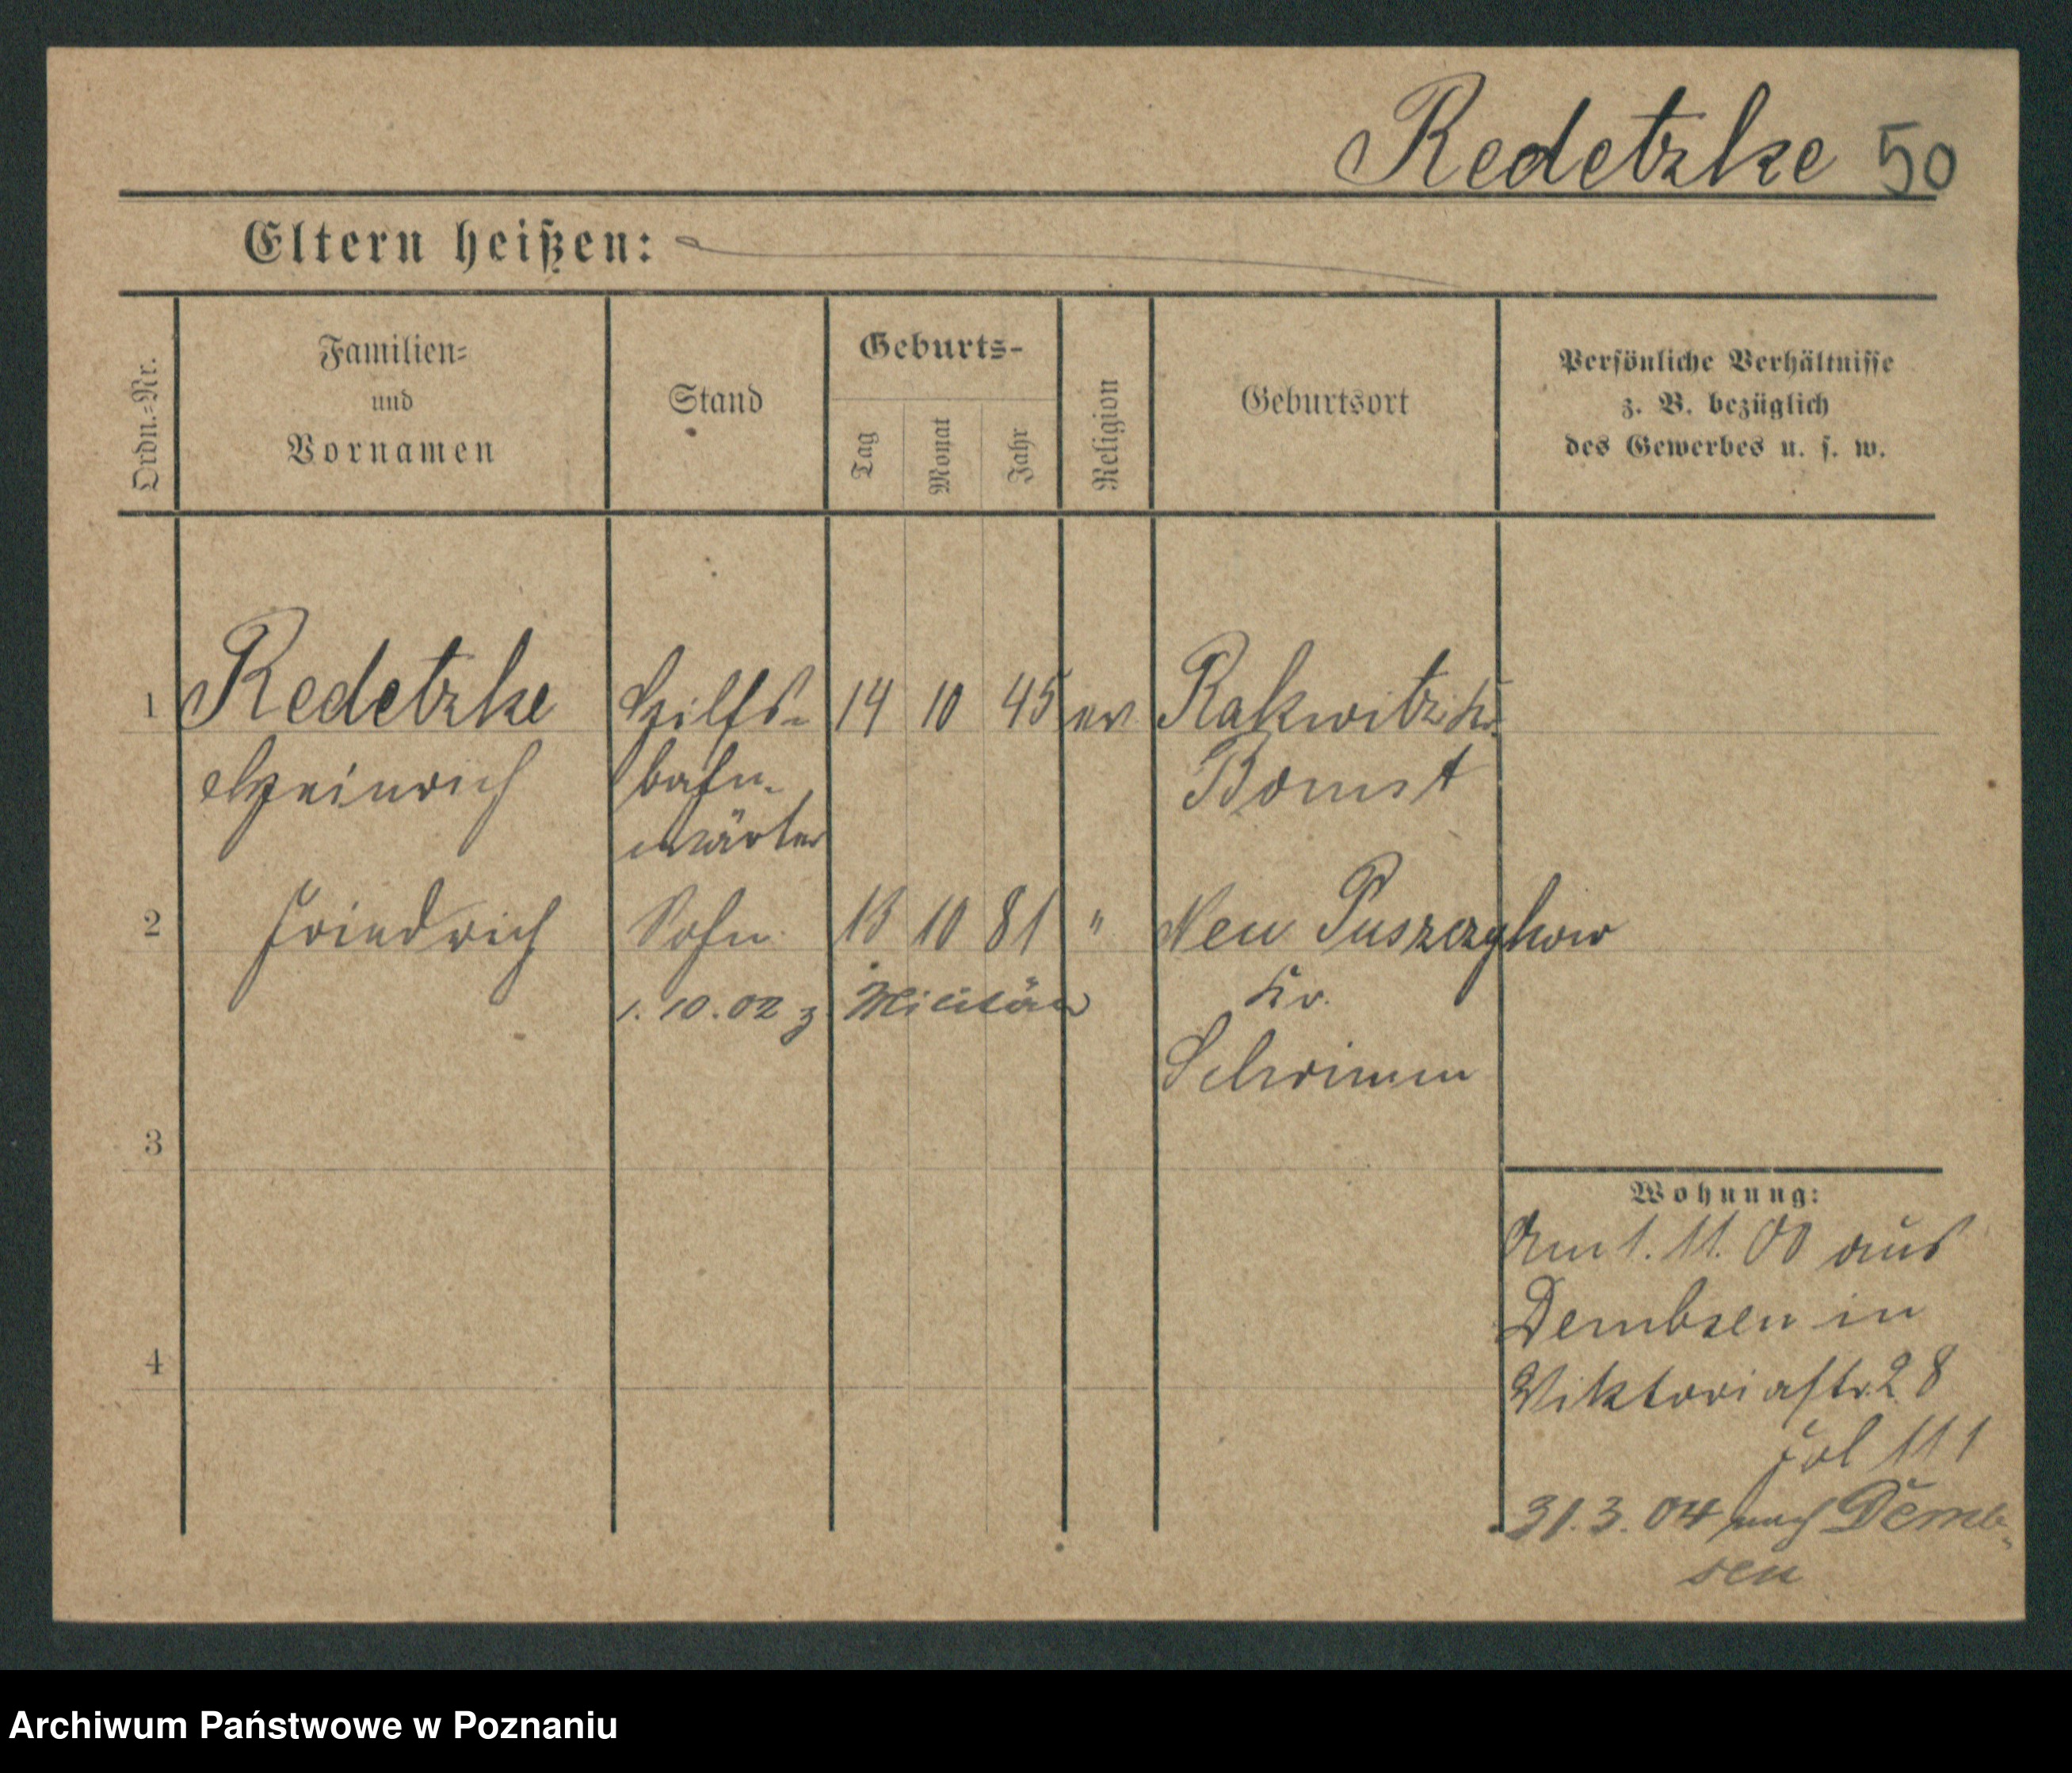 Redetzke 50
Eltern heißen:
Ordn.=Nr.
Familien=
und
Vornamen
Stand
Geburts-
Tag
Monat
Jahr
Religion
Geburtsort
Persönliche Verhältnisse
z. B. bezüglich
des Gewerbes u. s. w.
1 Redetzke Hilfs- 14 10 45 ev Rakwitz Kr.
Heinrich bahn- Bomst
wärter
2 Friedrich Sohn 13 10 81 " Neu Puszczykow
1. 10. 02 z. Militär Kr.
Schrimm
3
Wohnung:
Am 1. 11. 00 aus
Dembsen in
4
Viktoriastr. 28
fol 111
31. 3. 04 nach Demb-
sen
Archiwum Państwowe w Poznaniu